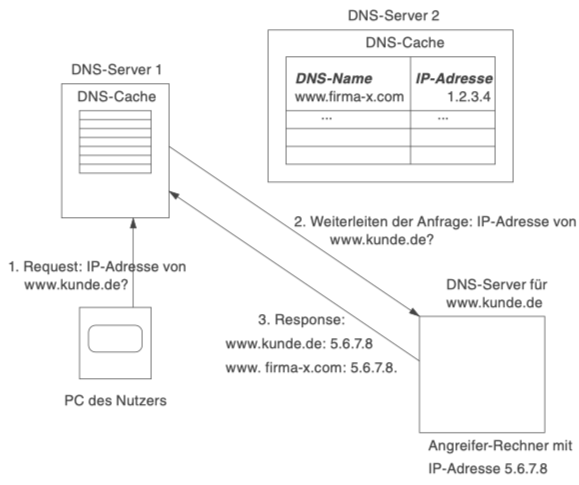 DNS-Server 2
DNS-Cache
DNS-Name IP-Adresse
www.firma-x.com 1.2.3.4
... ...
DNS-Server 1
DNS-Cache
2. Weiterleiten der Anfrage: IP-Adresse von
www.kunde.de?
1. Request: IP-Adresse von
www.kunde.de?
DNS-Server für
www.kunde.de
3. Response:
www.kunde.de: 5.6.7.8
www. firma-x.com: 5.6.7.8.
PC des Nutzers
Angreifer-Rechner mit
IP-Adresse 5.6.7.8